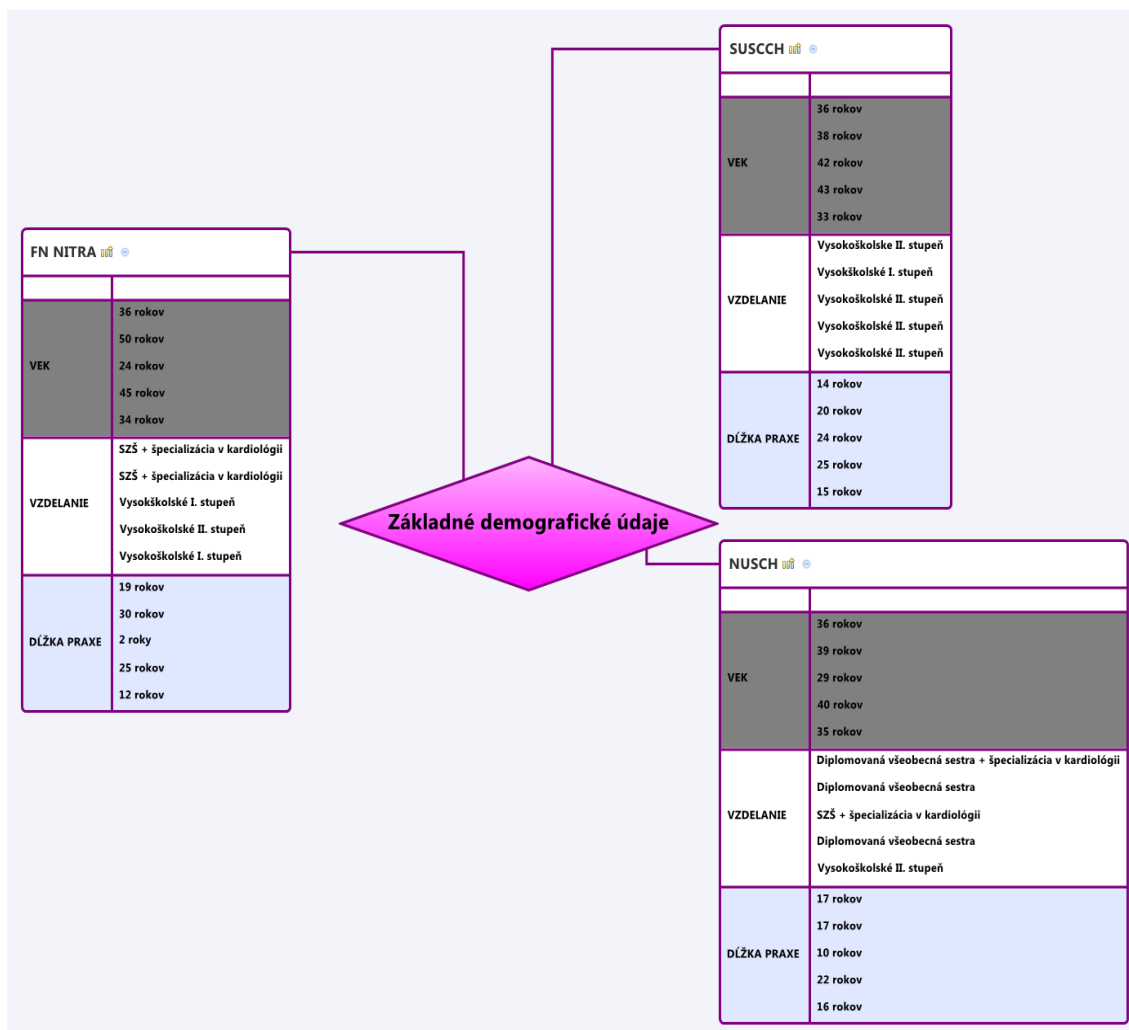 SUSCCH
VEK
36 rokov
38 rokov
42 rokov
43 rokov
33 rokov
VZDELANIE
Vysokoškolske II. stupeň
Vysokškolské I. stupeň
Vysokoškolské II. stupeň
Vysokoškolské II. stupeň
Vysokoškolské II. stupeň
DĹŽKA PRAXE
14 rokov
20 rokov
24 rokov
25 rokov
15 rokov
FN NITRA
VEK
36 rokov
50 rokov
24 rokov
45 rokov
34 rokov
VZDELANIE
SZŠ + špecializácia v kardiológii
SZŠ + špecializácia v kardiológii
Vysokškolské I. stupeň
Vysokoškolské II. stupeň
Vysokoškolské I. stupeň
DĹŽKA PRAXE
19 rokov
30 rokov
2 roky
25 rokov
12 rokov
Základné demografické údaje
NUSCH
VEK
36 rokov
39 rokov
29 rokov
40 rokov
35 rokov
VZDELANIE
Diplomovaná všeobecná sestra + špecializácia v kardiológii
Diplomovaná všeobecná sestra
SZŠ + špecializácia v kardiológii
Diplomovaná všeobecná sestra
Vysokoškolské II. stupeň
DĹŽKA PRAXE
17 rokov
17 rokov
10 rokov
22 rokov
16 rokov